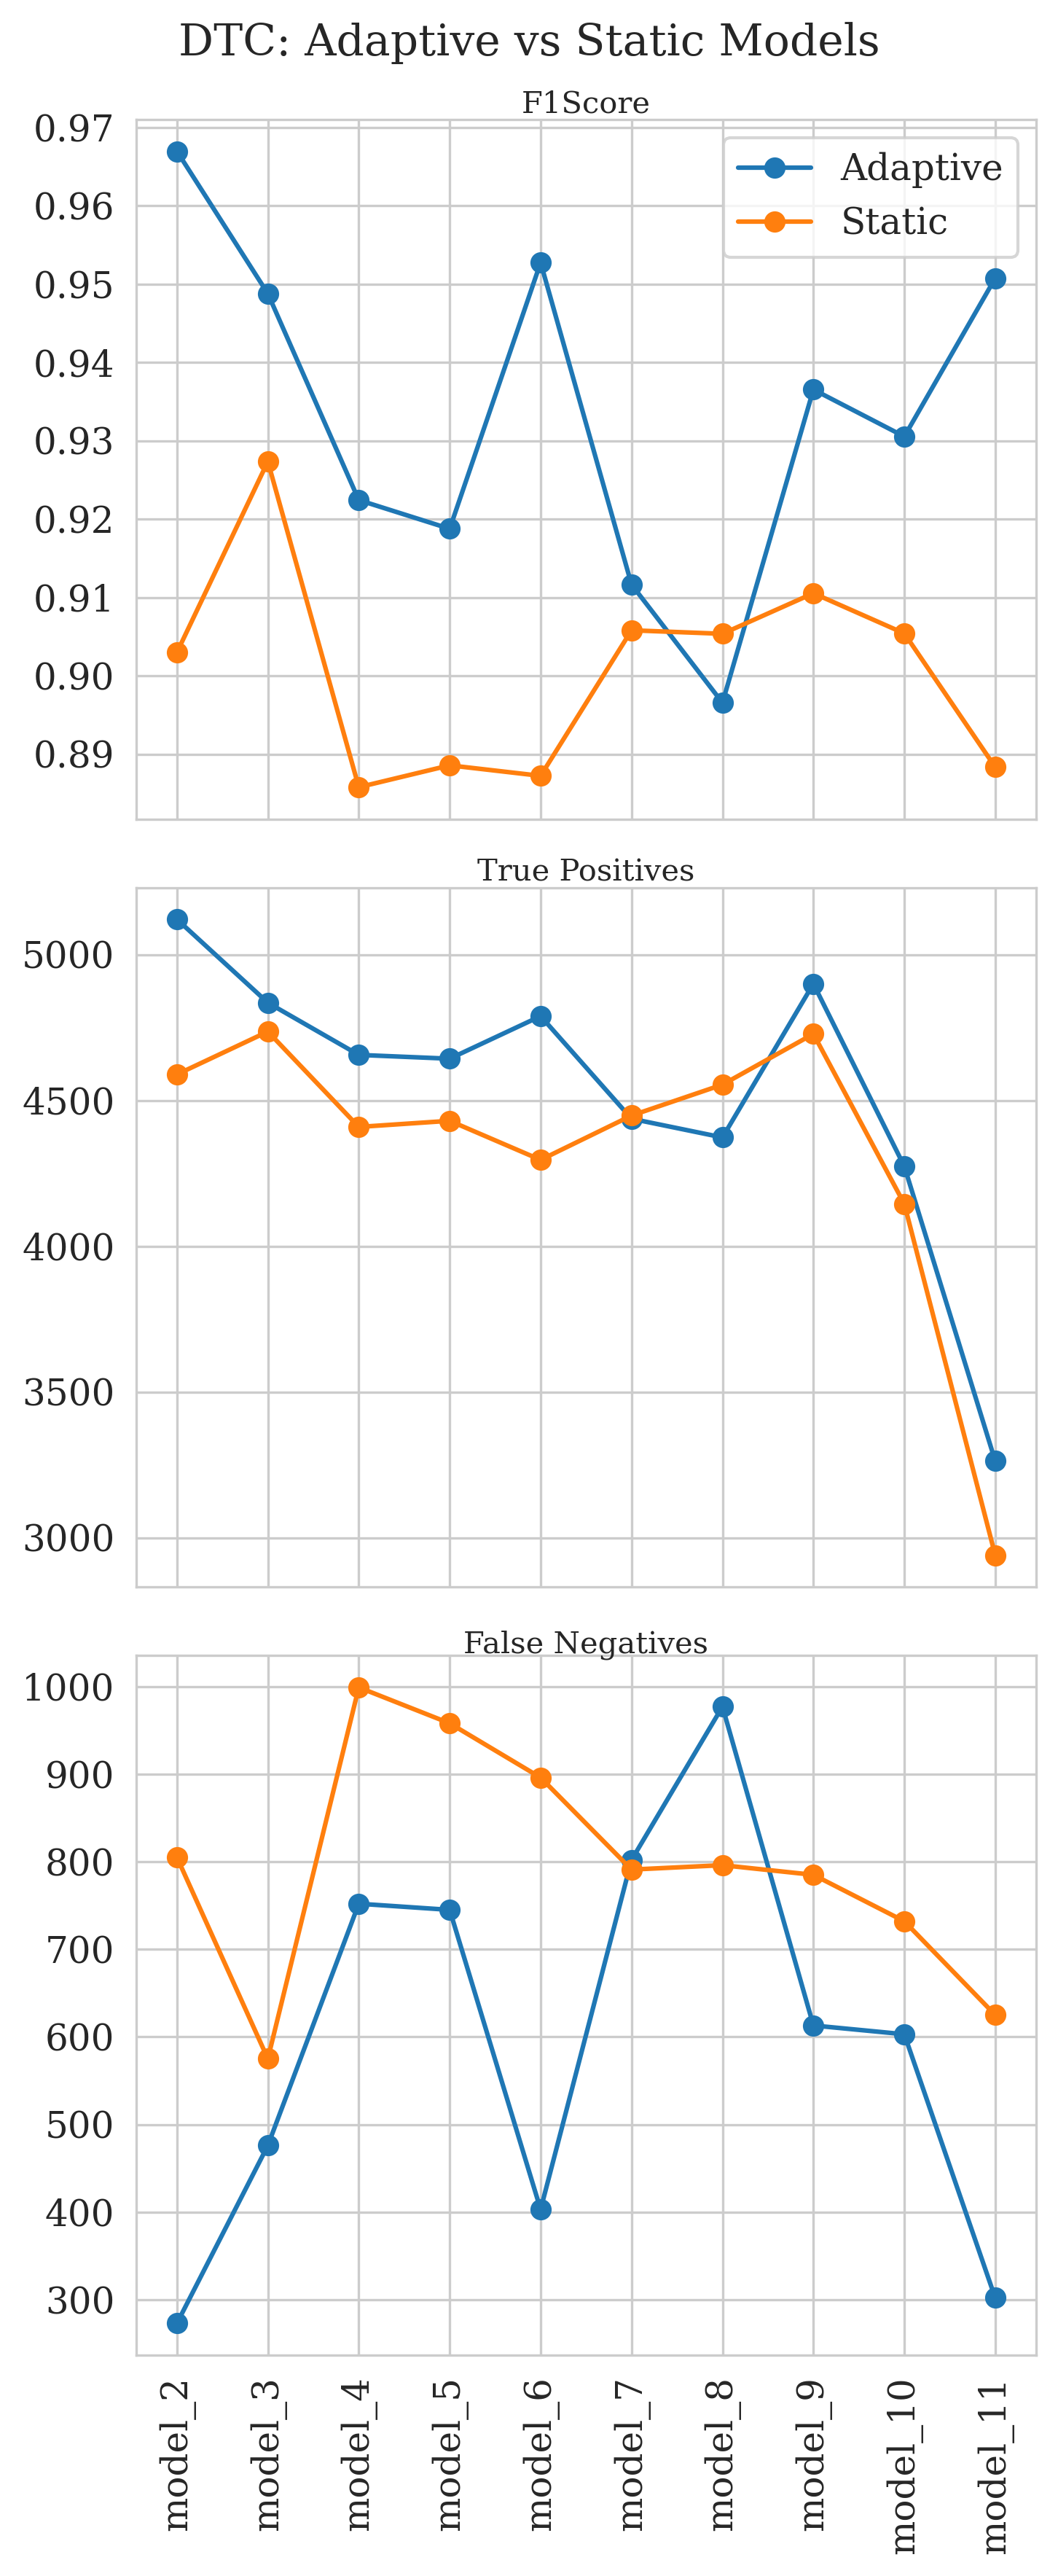 DTC: Adaptive vs Static Models
F1Score
0.97
0.96
0.95
0.94
0.93
0.92
0.91
0.90
0.89
Adaptive
Static
True Positives
5000
4500
4000
3500
3000
False Negatives
1000
900
800
700
600
500
400
300
model_2
model_3
model_4
model_5
model_6
model_7
model_8
model_9
model_10
model_11